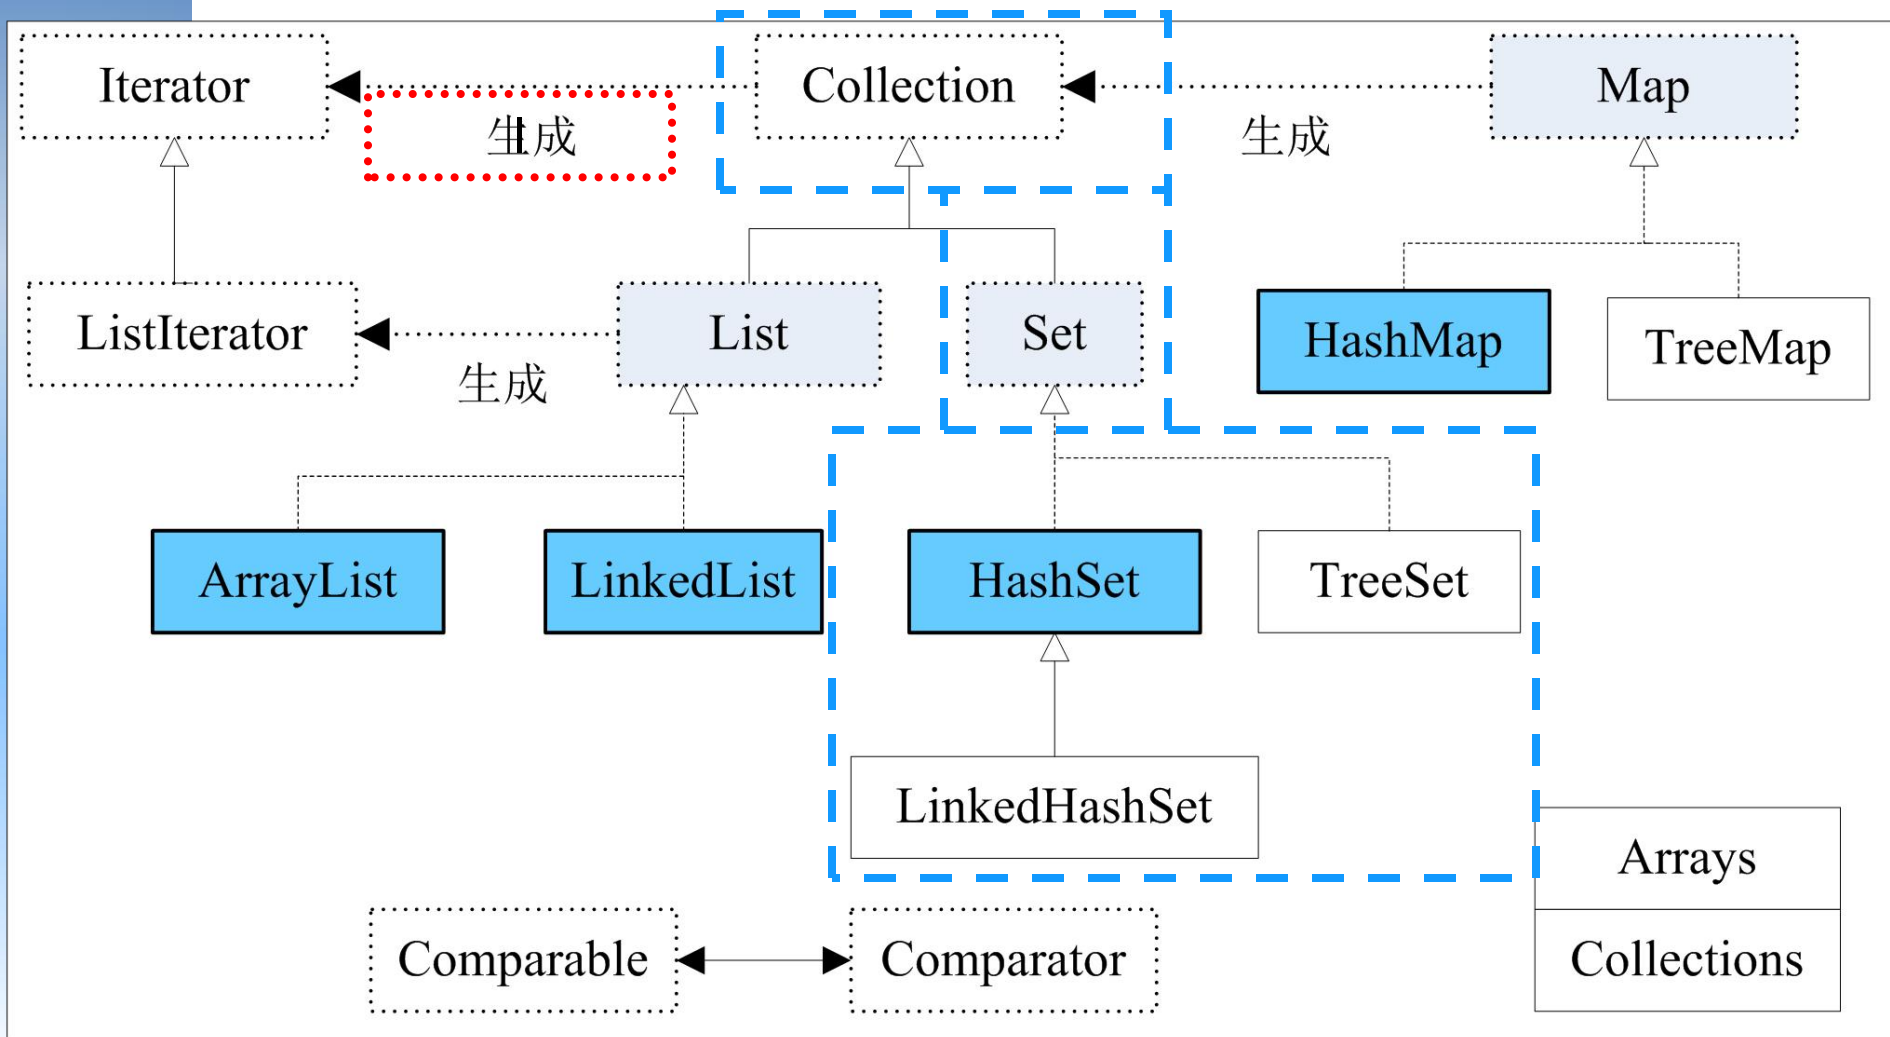 Iterator
Collection
Map
生成
生成
ListIterator
List
Set
HashMap
TreeMap
生成
ArrayList
LinkedList
HashSet
TreeSet
LinkedHashSet
Arrays
Comparable
Comparator
Collections